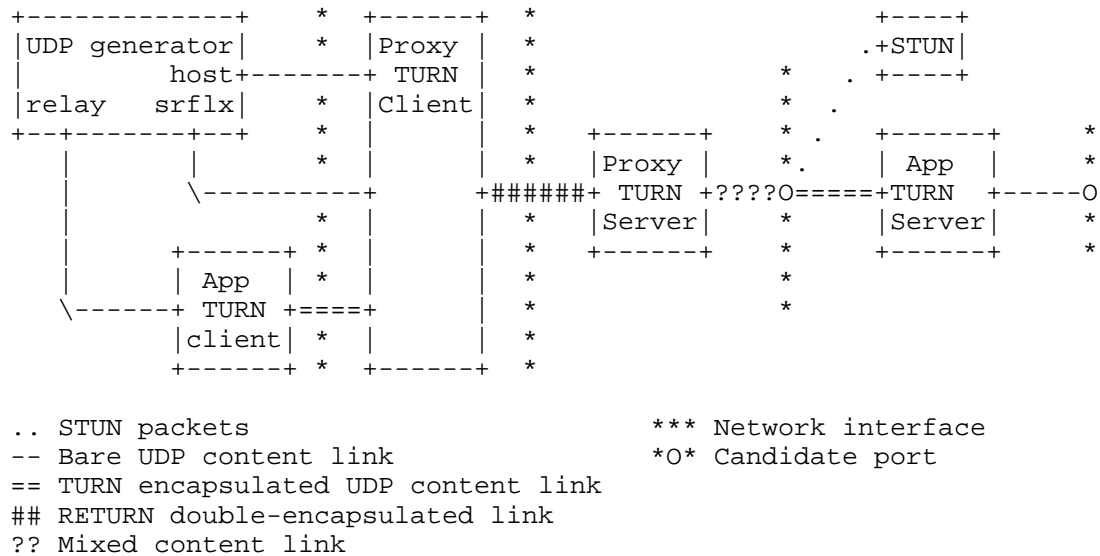 +-------------+    *  +------+  *                     +----+
|UDP generator|    *  |Proxy |  *                   .+STUN|
|         host+-------+ TURN |  *               *   . +----+
|relay   srflx|    *  |Client|  *               *  .
+--+-------+--+    *  |      |  *   +------+    * .   +------+     *
   |       |       *  |      |  *   |Proxy |    *.    | App  |     *
   |       \----------+      +######+ TURN +????O=====+TURN  +-----O
   |               *  |      |  *   |Server|    *     |Server|     *
   |      +------+ *  |      |  *   +------+    *     +------+     *
   |      | App  | *  |      |  *               *
   \------+ TURN +====+      |  *               *
          |client| *  |      |  *
          +------+ *  +------+  *
.. STUN packets                         *** Network interface
-- Bare UDP content link                *O* Candidate port
== TURN encapsulated UDP content link
## RETURN double-encapsulated link
?? Mixed content link